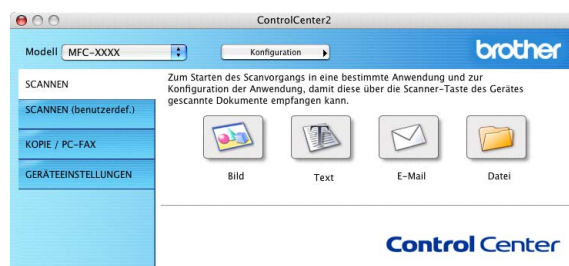 ControlCenter2
Modell MFC-XXXX Konfiguration brother
SCANNEN
SCANNEN (benutzerdef.)
KOPIE / PC-FAX
GERÄTEEINSTELLUNGEN
Zum Starten des Scanvorgangs in eine bestimmte Anwendung und zur
Konfiguration der Anwendung, damit diese über die Scanner-Taste des Gerätes
gescannte Dokumente empfangen kann.
Bild Text E-Mail Datei
Control Center